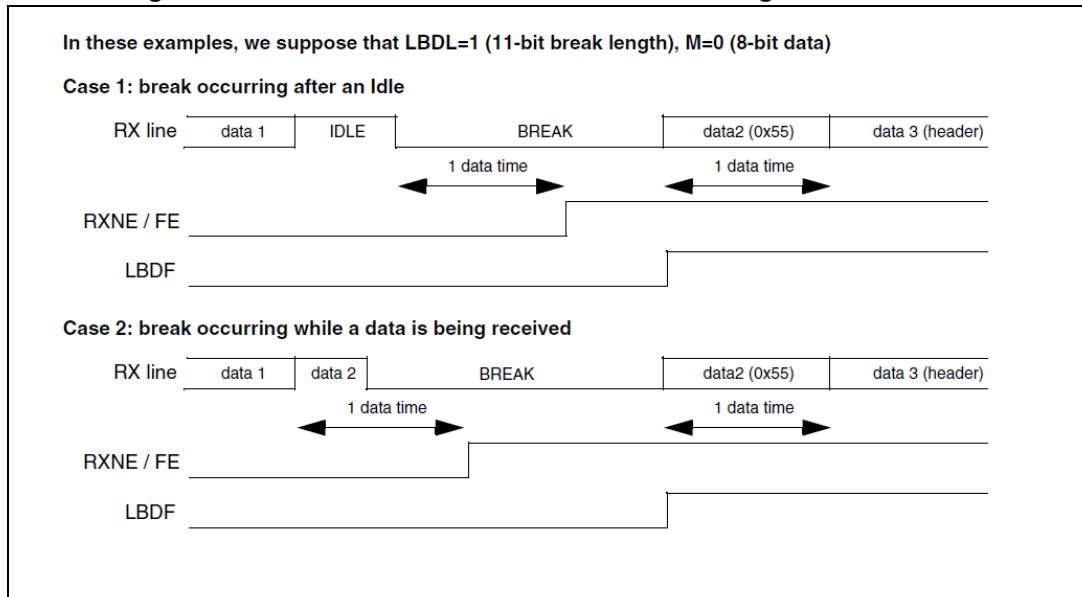 In these examples, we suppose that LBDL=1 (11-bit break length), M=0 (8-bit data)
Case 1: break occurring after an Idle
RX line data 1 IDLE BREAK data2 (0x55) data 3 (header)
1 data time 1 data time
RXNE / FE
LBDF
Case 2: break occurring while a data is being received
RX line data 1 data 2 BREAK data2 (0x55) data 3 (header)
1 data time 1 data time
RXNE / FE
LBDF